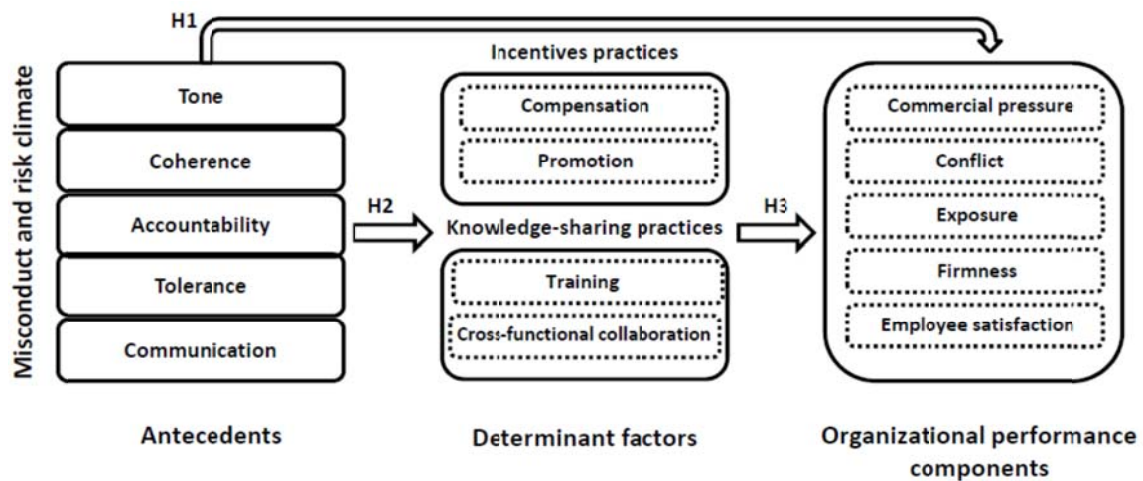 H1
Misconduct and risk climate
Tone
Coherence
Accountability
Tolerance
Communication
Antecedents
H2
Incentives practices
Compensation
Promotion
Knowledge-sharing practices
Training
Cross-functional collaboration
Determinant factors
H3
Commercial pressure
Conflict
Exposure
Firmness
Employee satisfaction
Organizational performance
components